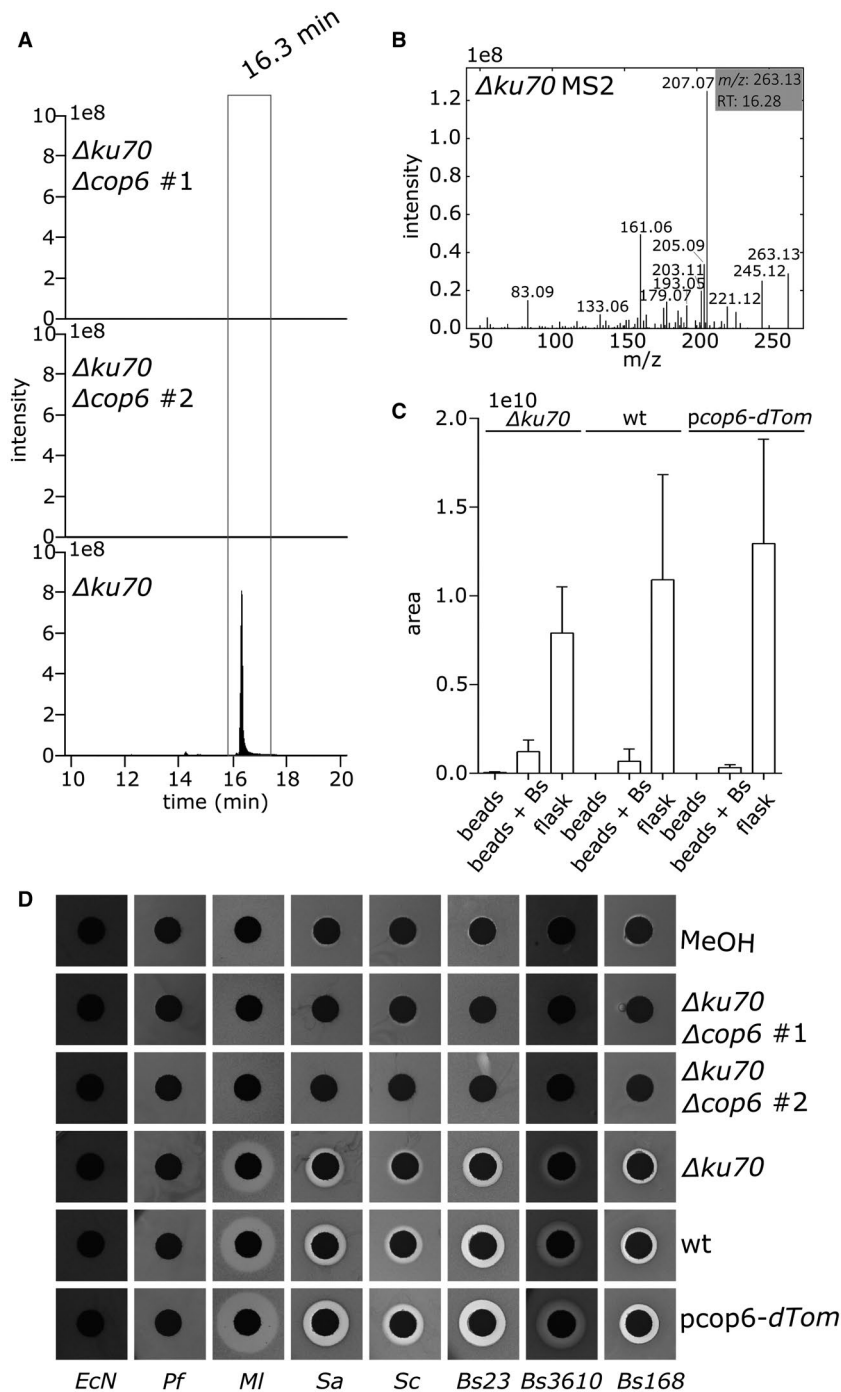 A
16.3 min
10 1e8
8
6
4
2
0
Δku70
Δcop6 #1
10 1e8
8
6
4
2
0
Δku70
Δcop6 #2
10 1e8
8
6
4
2
0
Δku70
intensity
10 12 14 16 18 20
time (min)
B
1e8
Δku70 MS2
m/z: 263.13
RT: 16.28
1.2
1.0
0.8
0.6
0.4
0.2
0.0
intensity
207.07
161.06
205.09
203.11
193.05
179.07
133.06
83.09
221.12
245.12
263.13
50 100 150 200 250
m/z
C
1e10
Δku70 wt pcop6-dTom
2.0
1.5
1.0
0.5
0.0
area
beads
beads + Bs
flask
beads
beads + Bs
flask
beads
beads + Bs
flask
D
MeOH
Δku70
Δcop6 #1
Δku70
Δcop6 #2
Δku70
wt
pcop6-dTom
EcN Pf Ml Sa Sc Bs23 Bs3610 Bs168